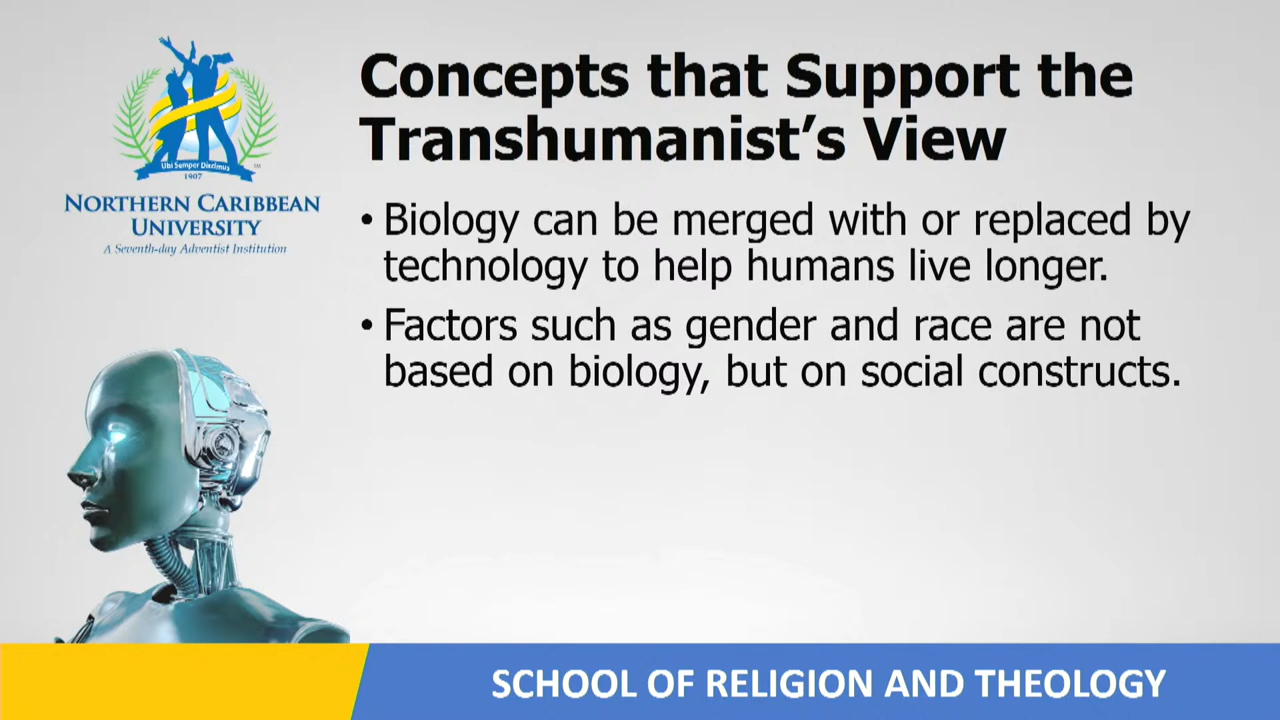 Concepts that Support the
Transhumanist’s View
• Biology can be merged with or replaced by
technology to help humans live longer.
• Factors such as gender and race are not
based on biology, but on social constructs.
Ubi Semper Discimus
TM
1907
NORTHERN CARIBBEAN
UNIVERSITY
A Seventh-day Adventist Institution
SCHOOL OF RELIGION AND THEOLOGY